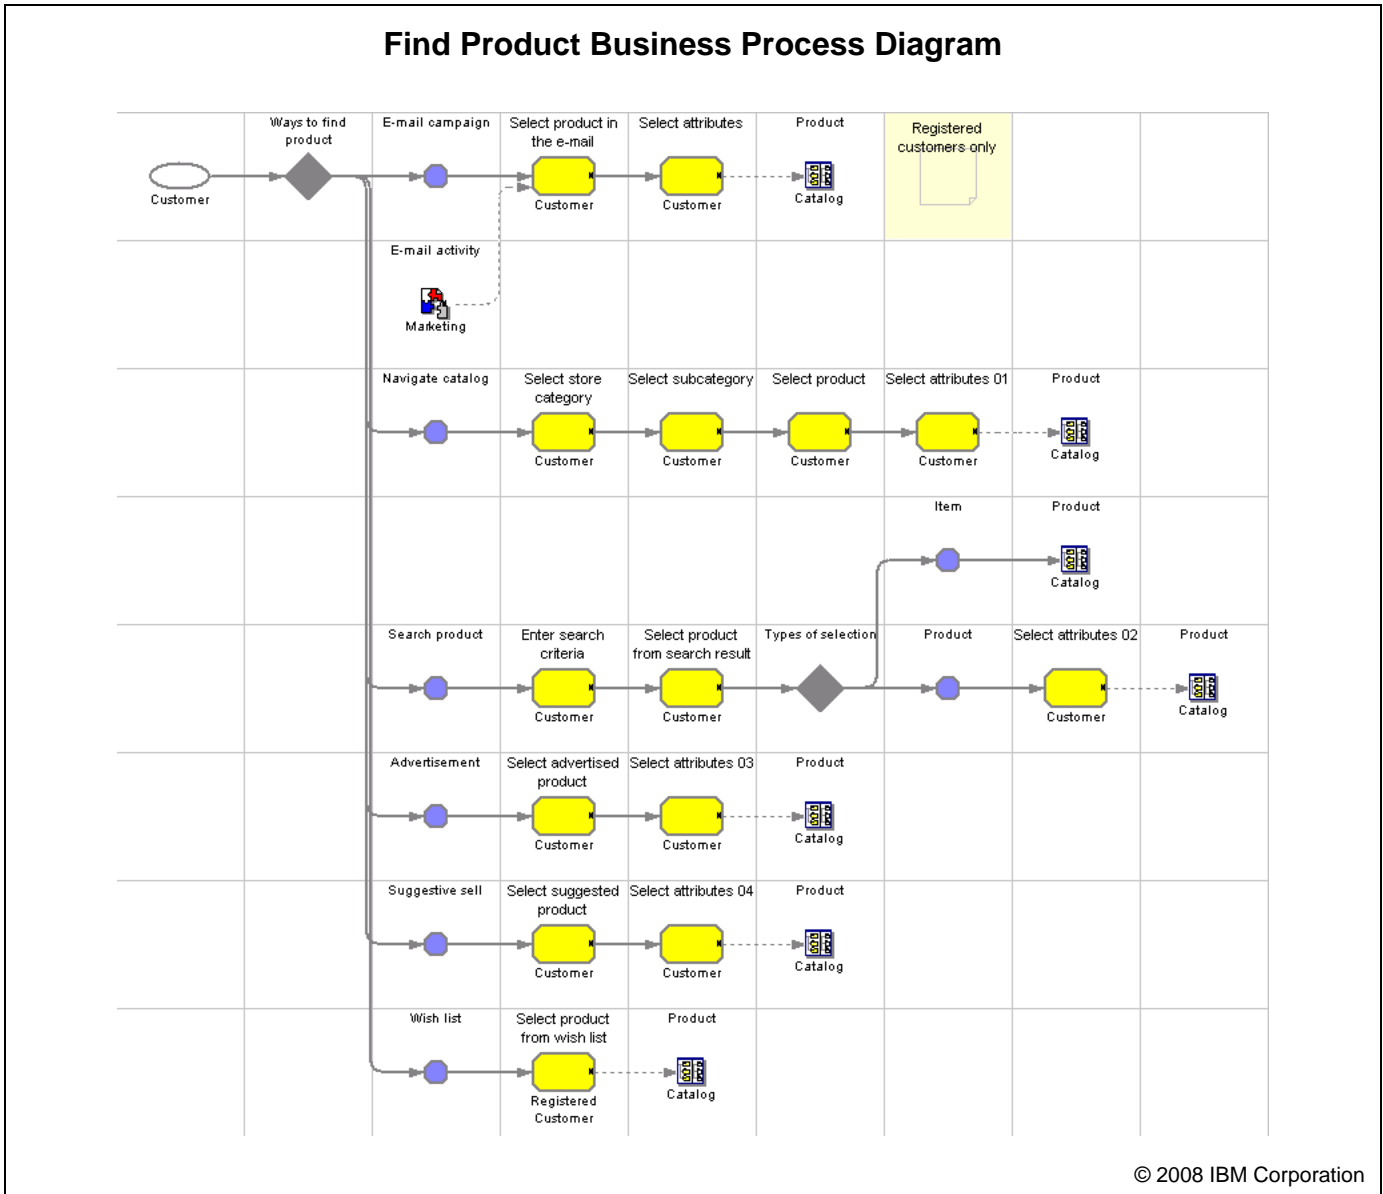 Find Product Business Process Diagram
Ways to find
product
E-mail campaign
Select product in
the e-mail
Select attributes
Product
Registered
customers only
Customer
Customer
Customer
Catalog
E-mail activity
Marketing
Navigate catalog
Select store
category
Select subcategory
Select product
Select attributes 01
Product
Customer
Customer
Customer
Customer
Catalog
Item
Product
Catalog
Search product
Enter search
criteria
Select product
from search result
Types of selection
Product
Select attributes 02
Product
Customer
Customer
Customer
Catalog
Advertisement
Select advertised
product
Select attributes 03
Product
Customer
Customer
Catalog
Suggestive sell
Select suggested
product
Select attributes 04
Product
Customer
Customer
Catalog
Wish list
Select product
from wish list
Product
Registered
Customer
Catalog
© 2008 IBM Corporation